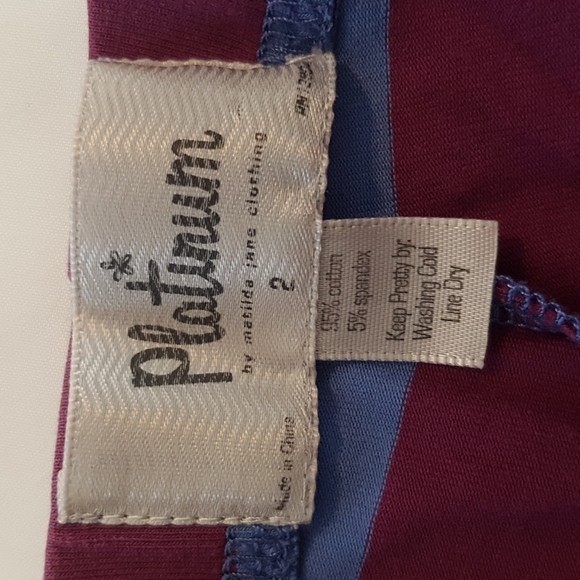 Platinum
by matilda jane clothing
2
Made in China
95% cotton
5% spandex
Keep Pretty by:
Washing Cold
Line Dry